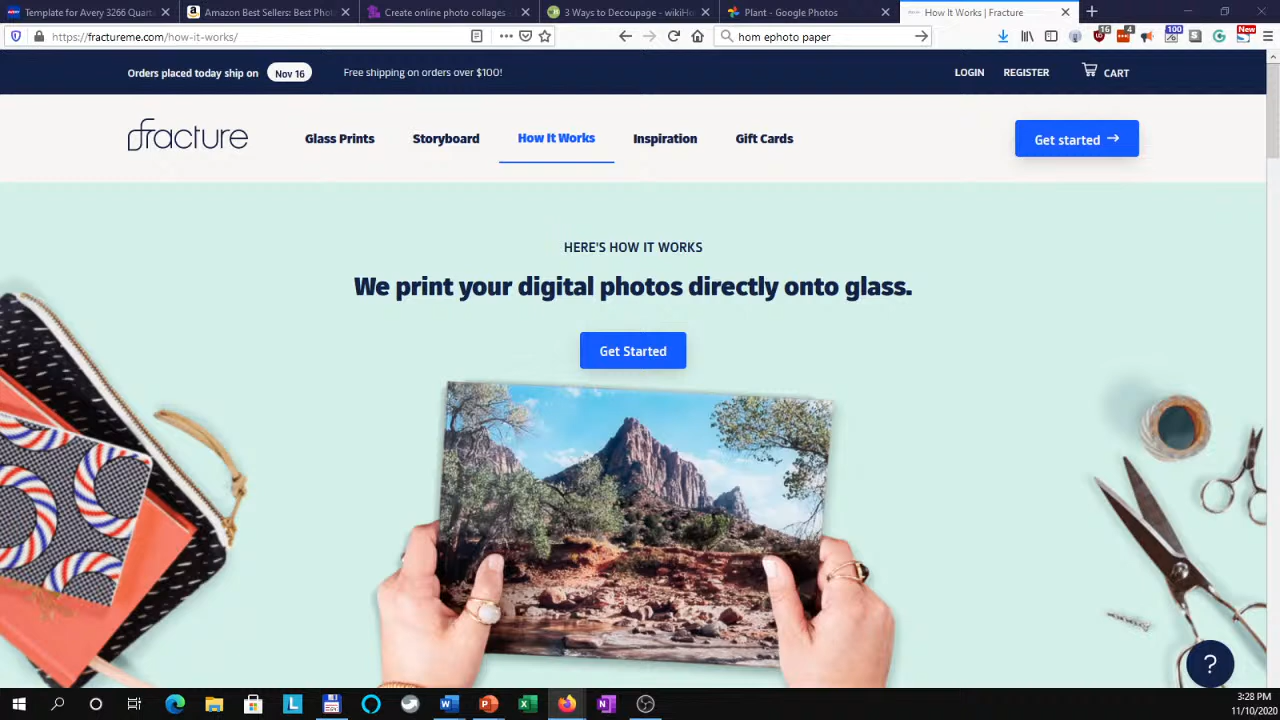 Template for Avery 3266 Quart
Amazon Best Sellers: Best Phot
Create online photo collages -
3 Ways to Decoupage - wikiHo
Plant - Google Photos
How It Works | Fracture
https://fractureme.com/how-it-works/
hom ephoto paper
16
4
100
New
Orders placed today ship on Nov 16
Free shipping on orders over $100!
LOGIN
REGISTER
CART
fracture
Glass Prints
Storyboard
How It Works
Inspiration
Gift Cards
Get started
HERE'S HOW IT WORKS
We print your digital photos directly onto glass.
Get Started
?
3:28 PM
11/10/2020